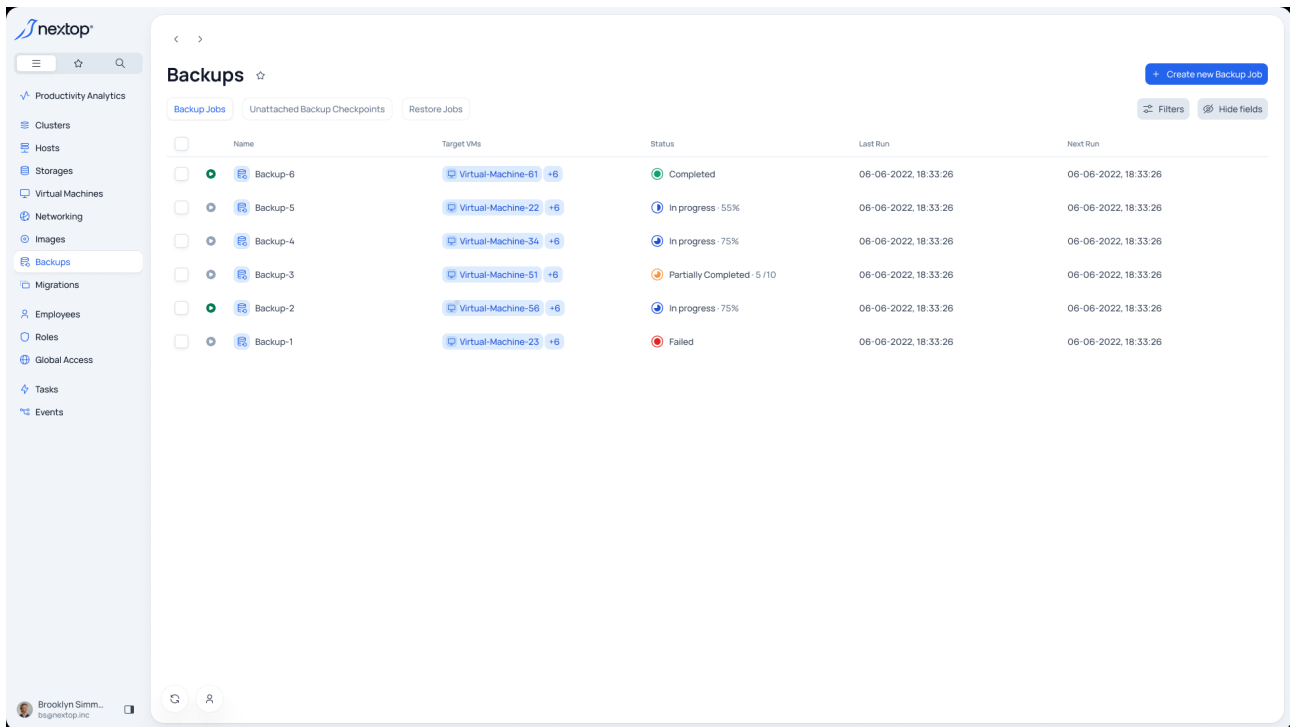 nextop
Productivity Analytics
Clusters
Hosts
Storages
Virtual Machines
Networking
Images
Backups
Migrations
Employees
Roles
Global Access
Tasks
Events
Brooklyn Simm...
bs@nextop.inc
Backups
+ Create new Backup Job
Backup Jobs Unattached Backup Checkpoints Restore Jobs Filters Hide fields
Name Target VMs Status Last Run Next Run
Backup-6 Virtual-Machine-61 +6 Completed 06-06-2022, 18:33:26 06-06-2022, 18:33:26
Backup-5 Virtual-Machine-22 +6 In progress · 55% 06-06-2022, 18:33:26 06-06-2022, 18:33:26
Backup-4 Virtual-Machine-34 +6 In progress · 75% 06-06-2022, 18:33:26 06-06-2022, 18:33:26
Backup-3 Virtual-Machine-51 +6 Partially Completed · 5 /10 06-06-2022, 18:33:26 06-06-2022, 18:33:26
Backup-2 Virtual-Machine-56 +6 In progress · 75% 06-06-2022, 18:33:26 06-06-2022, 18:33:26
Backup-1 Virtual-Machine-23 +6 Failed 06-06-2022, 18:33:26 06-06-2022, 18:33:26